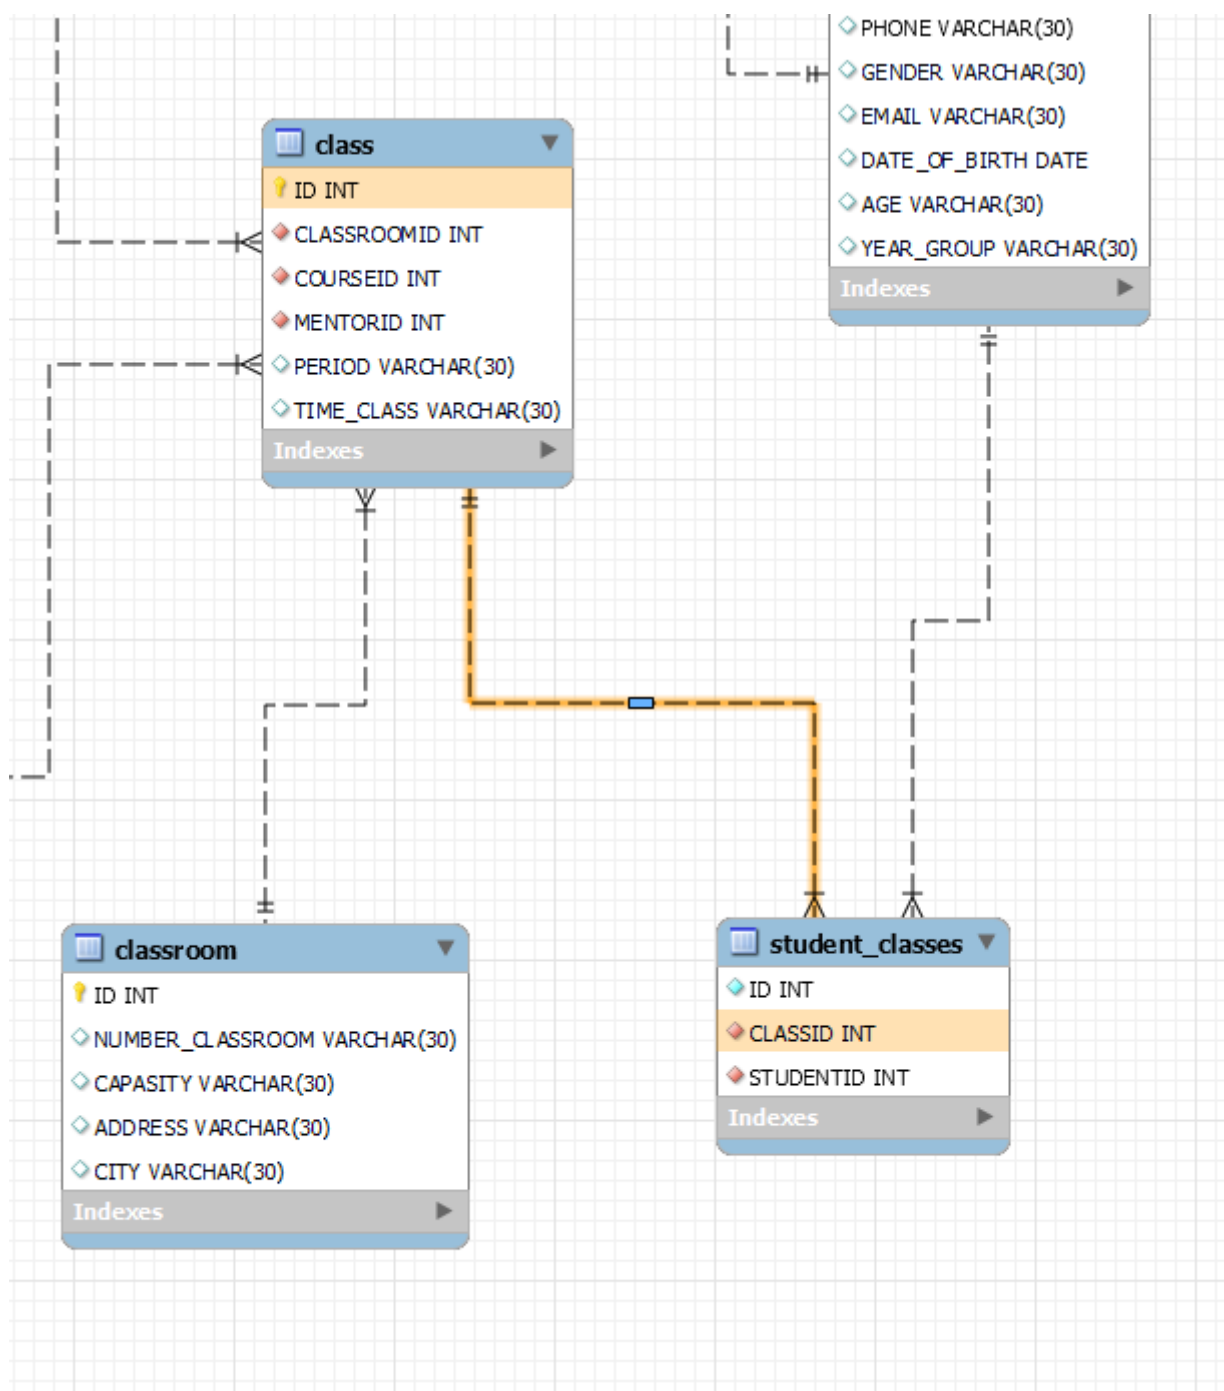 PHONE VARCHAR(30)
GENDER VARCHAR(30)
EMAIL VARCHAR(30)
DATE_OF_BIRTH DATE
AGE VARCHAR(30)
YEAR_GROUP VARCHAR(30)
Indexes
class
ID INT
CLASSROOMID INT
COURSEID INT
MENTORID INT
PERIOD VARCHAR(30)
TIME_CLASS VARCHAR(30)
Indexes
classroom
ID INT
NUMBER_CLASSROOM VARCHAR(30)
CAPASITY VARCHAR(30)
ADDRESS VARCHAR(30)
CITY VARCHAR(30)
Indexes
student_classes
ID INT
CLASSID INT
STUDENTID INT
Indexes